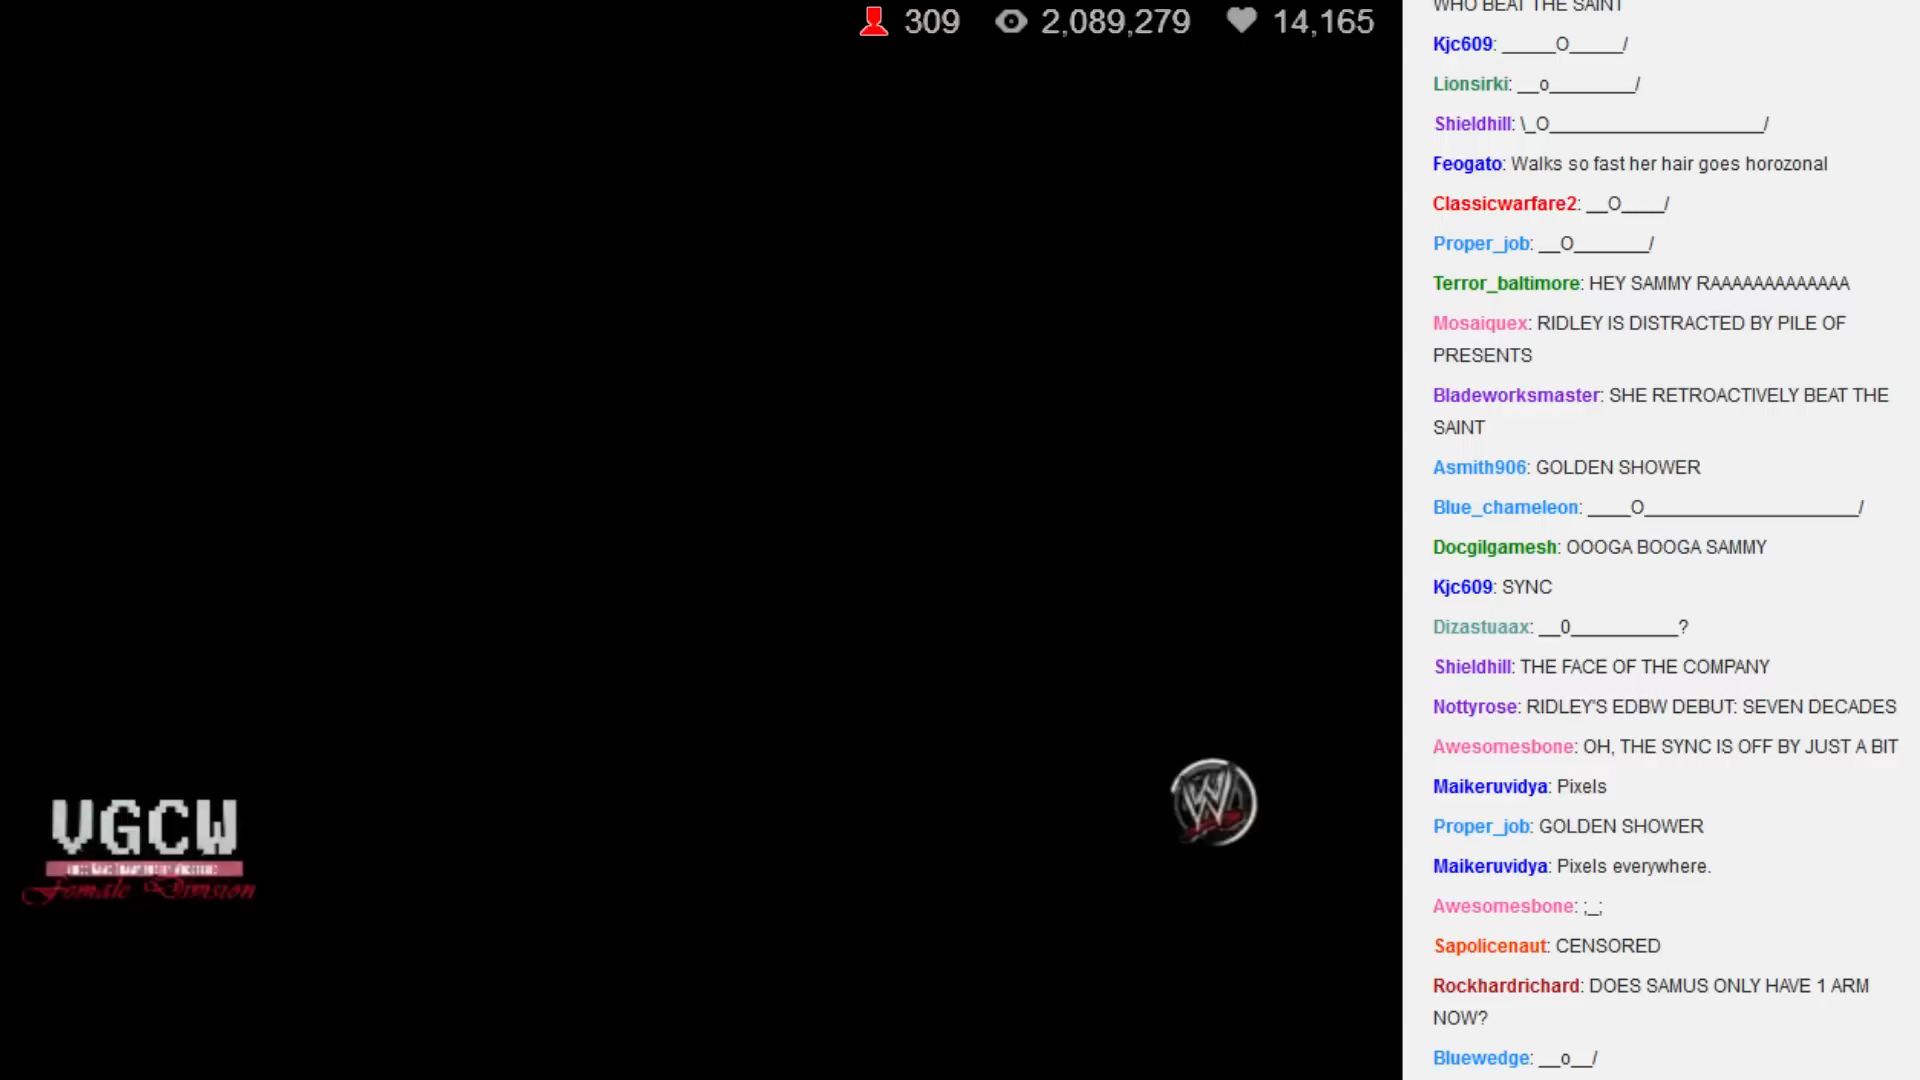 309 2,089,279 14,165
WHO BEAT THE SAINT
Kjc609: _____O_____/
Lionsirki: __o________/
Shieldhill: \_O____________________/
Feogato: Walks so fast her hair goes horozonal
Classicwarfare2: __O____/
Proper_job: __O_______/
Terror_baltimore: HEY SAMMY RAAAAAAAAAAAAA
Mosaiquex: RIDLEY IS DISTRACTED BY PILE OF
PRESENTS
Bladeworksmaster: SHE RETROACTIVELY BEAT THE
SAINT
Asmith906: GOLDEN SHOWER
Blue_chameleon: ____O____________________/
Docgilgamesh: OOOGA BOOGA SAMMY
Kjc609: SYNC
Dizastuaax: __0__________?
Shieldhill: THE FACE OF THE COMPANY
Nottyrose: RIDLEY'S EDBW DEBUT: SEVEN DECADES
Awesomesbone: OH, THE SYNC IS OFF BY JUST A BIT
Maikeruvidya: Pixels
Proper_job: GOLDEN SHOWER
Maikeruvidya: Pixels everywhere.
Awesomesbone: ;_;
Sapolicenaut: CENSORED
Rockhardrichard: DOES SAMUS ONLY HAVE 1 ARM
NOW?
Bluewedge: __o__/
VGCW
Female Division
W